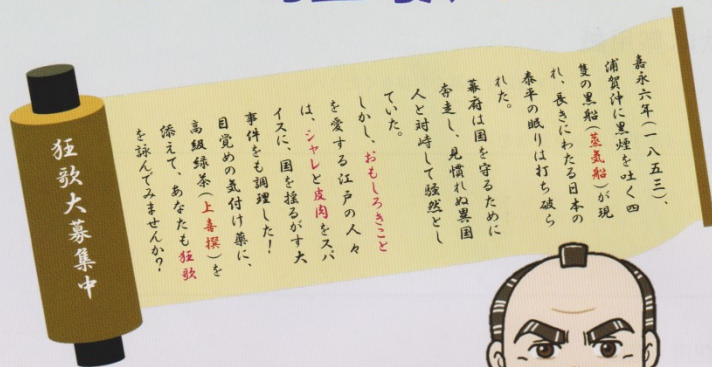 嘉永六年(一八五三)、
浦賀沖に黒煙を吐く四
隻の黒船(蒸気船)が現
れ、長きにわたる日本の
泰平の眠りは打ち破ら
れた。
幕府は国を守るために
奔走し、見慣れぬ異国
人と対峙して騒然とし
ていた。
しかし、おもしろきこと
を愛する江戸の人々
は、シャレと皮肉をスパ
イスに、国を揺るがす大
事件をも調理した!
目覚めの気付け薬に、
高級緑茶(上喜撰)を
添えて、あなたも狂歌
を詠んでみませんか?
狂歌大募集中